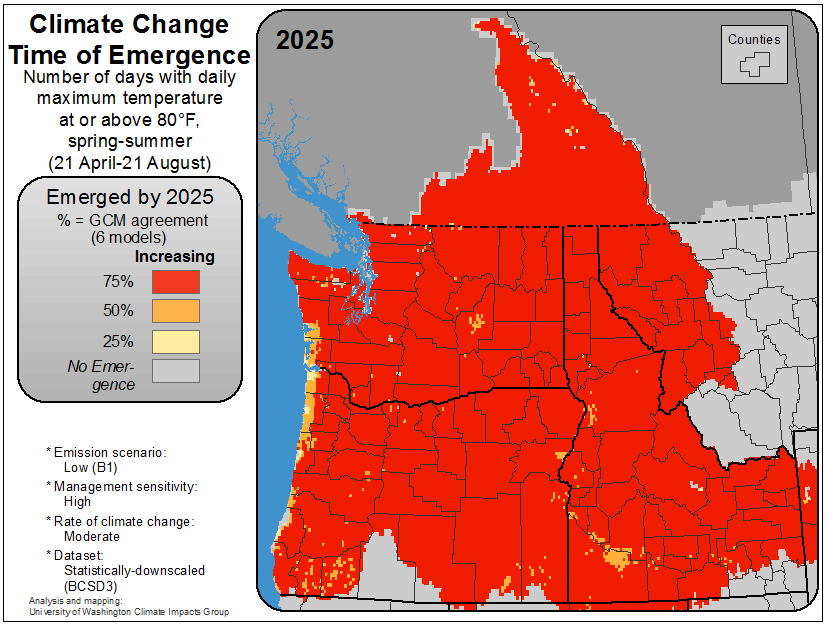 Climate Change
Time of Emergence
Number of days with daily
maximum temperature
at or above 80°F,
spring-summer
(21 April-21 August)
Emerged by 2025
% = GCM agreement
(6 models)
Increasing
75%
50%
25%
No Emer-
gence
* Emission scenario:
Low (B1)
* Management sensitivity:
High
* Rate of climate change:
Moderate
* Dataset:
Statistically-downscaled
(BCSD3)
Analysis and mapping:
University of Washington Climate Impacts Group
2025
Counties